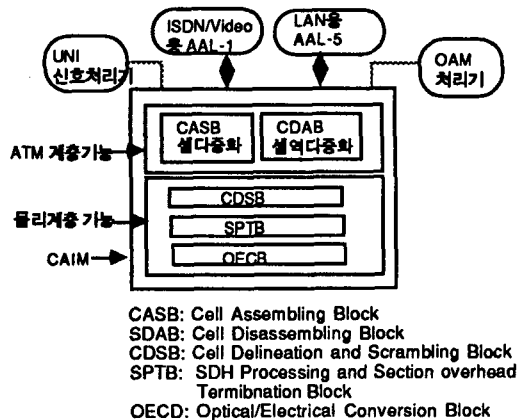 UNI
신호처리기
ISDN/Video
용 AAL-1
LAN용
AAL-5
OAM
처리기
CASB
셀다중화
CDAB
셀역다중화
ATM 계층기능
CDSB
물리계층 기능
SPTB
CAIM
OECB
CASB: Cell Assembling Block
SDAB: Cell Disassembling Block
CDSB: Cell Delineation and Scrambling Block
SPTB: SDH Processing and Section overhead
Termibnation Block
OECD: Optical/Electrical Conversion Block